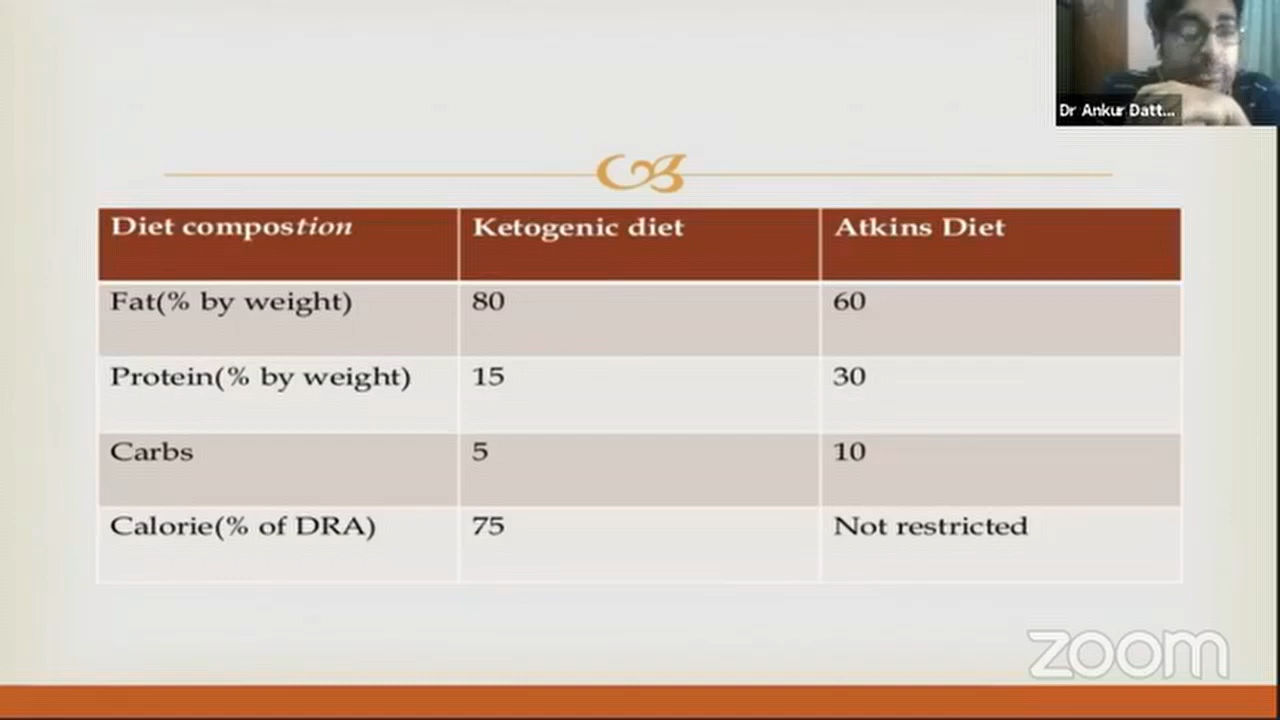 Dr Ankur Datt...
Diet compostion Ketogenic diet Atkins Diet
Fat(% by weight) 80 60
Protein(% by weight) 15 30
Carbs 5 10
Calorie(% of DRA) 75 Not restricted
zoom